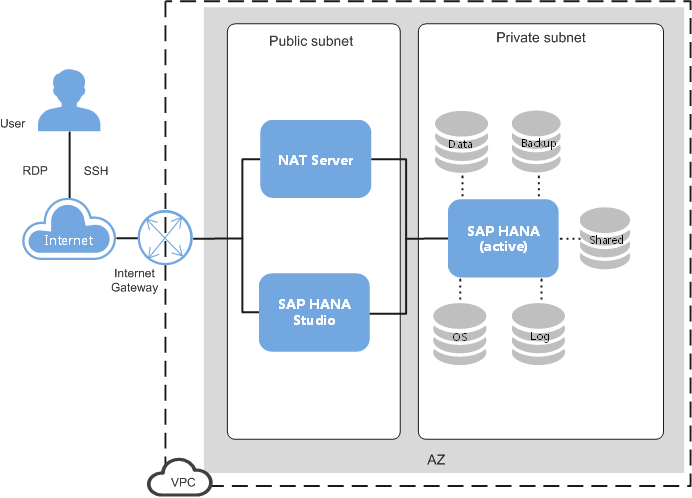 Public subnet
Private subnet
User
RDP
SSH
Internet
Internet
Gateway
NAT Server
SAP HANA
Studio
Data
Backup
SAP HANA
(active)
Shared
OS
Log
AZ
VPC